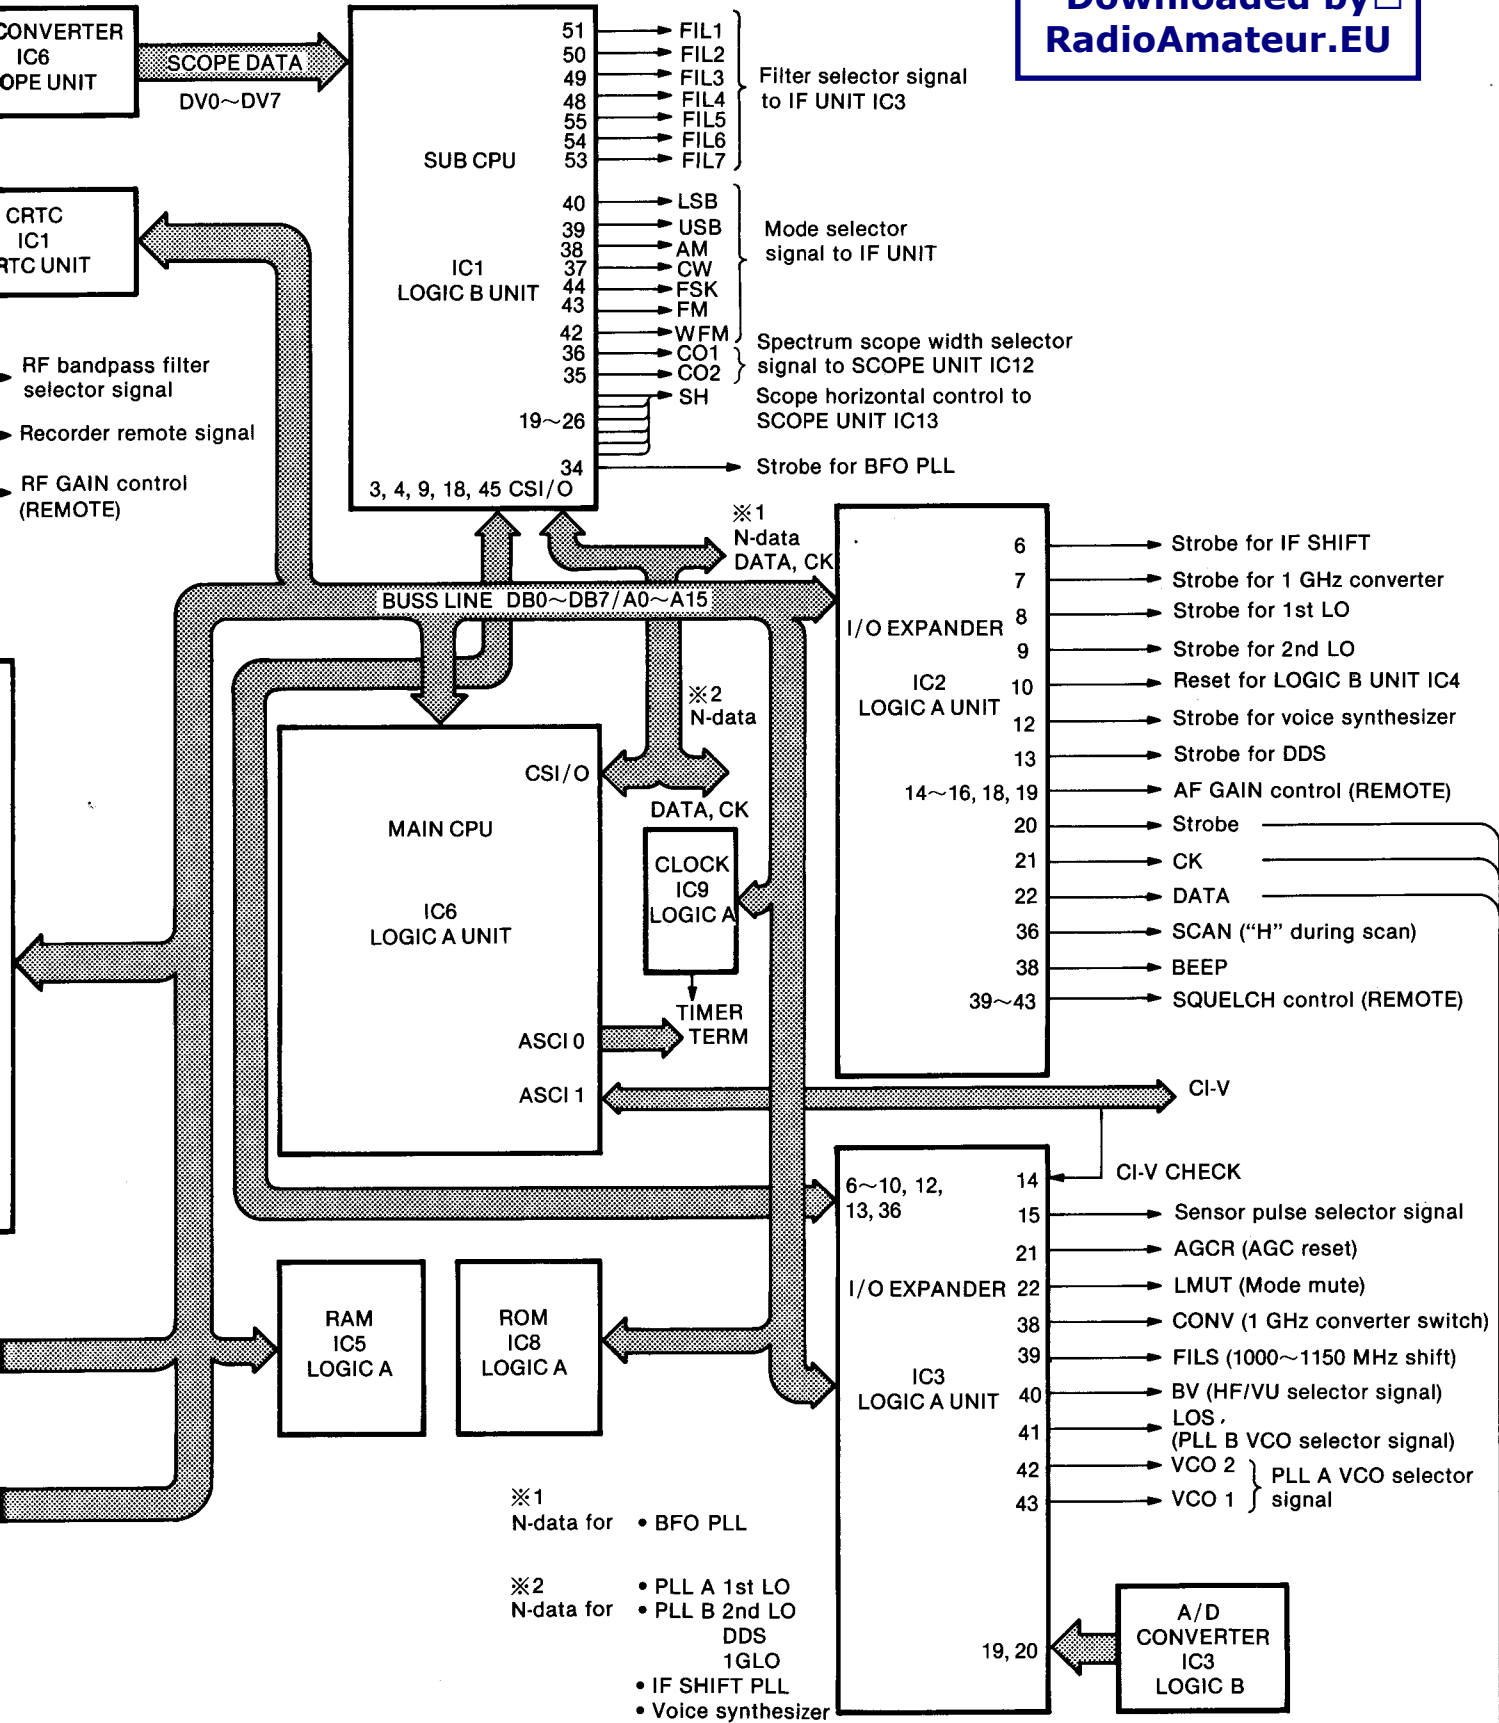 Downloaded by
RadioAmateur.EU
CONVERTER
IC6
OPE UNIT
SCOPE DATA
DV0~DV7
CRTC
IC1
RTC UNIT
RF bandpass filter
selector signal
Recorder remote signal
RF GAIN control
(REMOTE)
SUB CPU
IC1
LOGIC B UNIT
51 FIL1
50 FIL2
49 FIL3
48 FIL4
55 FIL5
54 FIL6
53 FIL7
Filter selector signal
to IF UNIT IC3
40 LSB
39 USB
38 AM
37 CW
44 FSK
43 FM
42 WFM
Mode selector
signal to IF UNIT
36 CO1
35 CO2
Spectrum scope width selector
signal to SCOPE UNIT IC12
19~26 SH
Scope horizontal control to
SCOPE UNIT IC13
34 Strobe for BFO PLL
3, 4, 9, 18, 45 CSI/O
※1
N-data
DATA, CK
BUSS LINE DB0~DB7/A0~A15
※2
N-data
DATA, CK
CSI/O
MAIN CPU
IC6
LOGIC A UNIT
ASCI 0
ASCI 1
CLOCK
IC9
LOGIC A
TIMER
TERM
I/O EXPANDER
IC2
LOGIC A UNIT
6 Strobe for IF SHIFT
7 Strobe for 1 GHz converter
8 Strobe for 1st LO
9 Strobe for 2nd LO
10 Reset for LOGIC B UNIT IC4
12 Strobe for voice synthesizer
13 Strobe for DDS
14~16, 18, 19 AF GAIN control (REMOTE)
20 Strobe
21 CK
22 DATA
36 SCAN (“H” during scan)
38 BEEP
39~43 SQUELCH control (REMOTE)
CI-V
CI-V CHECK
6~10, 12,
13, 36
I/O EXPANDER
IC3
LOGIC A UNIT
14
15 Sensor pulse selector signal
21 AGCR (AGC reset)
22 LMUT (Mode mute)
38 CONV (1 GHz converter switch)
39 FILS (1000~1150 MHz shift)
40 BV (HF/VU selector signal)
41 LOS
(PLL B VCO selector signal)
42 VCO 2
43 VCO 1
PLL A VCO selector
signal
19, 20
A/D
CONVERTER
IC3
LOGIC B
RAM
IC5
LOGIC A
ROM
IC8
LOGIC A
※1
N-data for • BFO PLL
※2 • PLL A 1st LO
N-data for • PLL B 2nd LO
DDS
1GLO
• IF SHIFT PLL
• Voice synthesizer